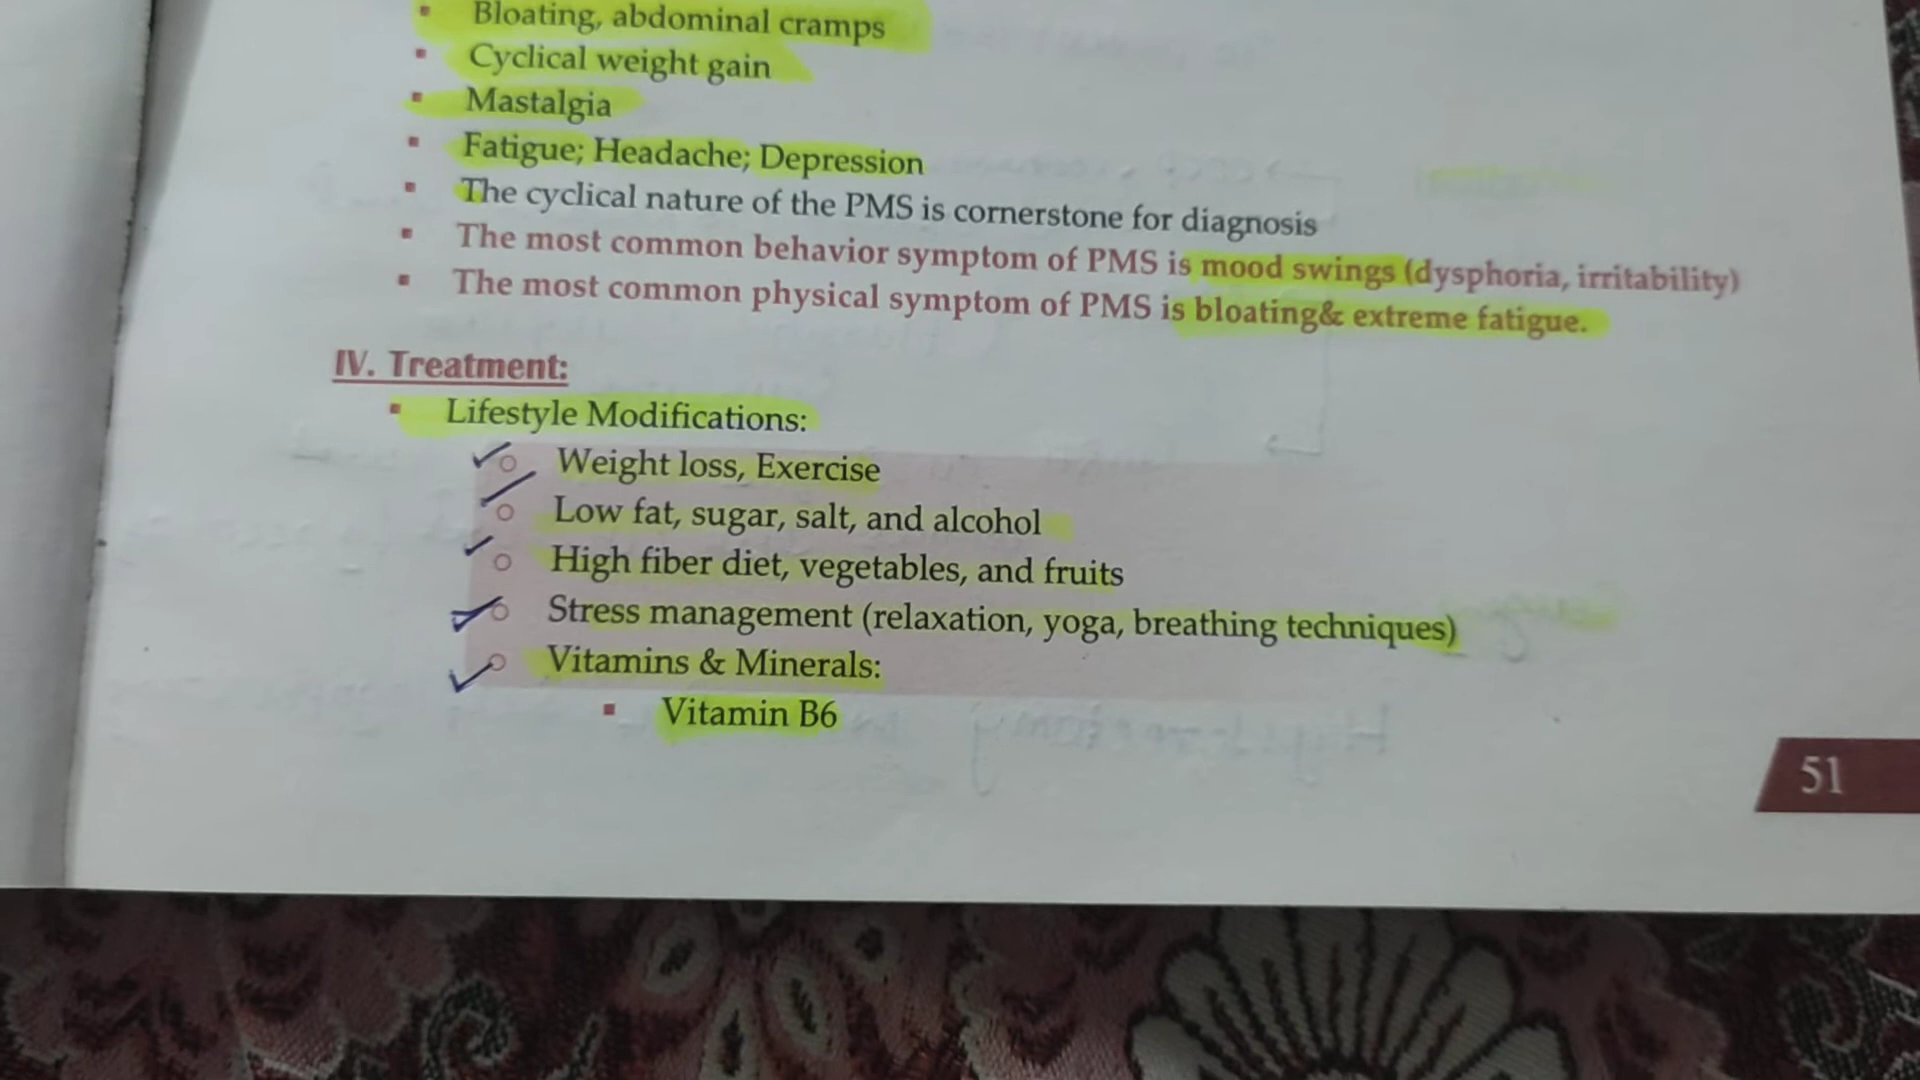 Bloating, abdominal cramps
Cyclical weight gain
Mastalgia
Fatigue; Headache; Depression
The cyclical nature of the PMS is cornerstone for diagnosis
The most common behavior symptom of PMS is mood swings (dysphoria, irritability)
The most common physical symptom of PMS is bloating& extreme fatigue.
IV. Treatment:
Lifestyle Modifications:
Weight loss, Exercise
Low fat, sugar, salt, and alcohol
High fiber diet, vegetables, and fruits
Stress management (relaxation, yoga, breathing techniques)
Vitamins & Minerals:
Vitamin B6
51